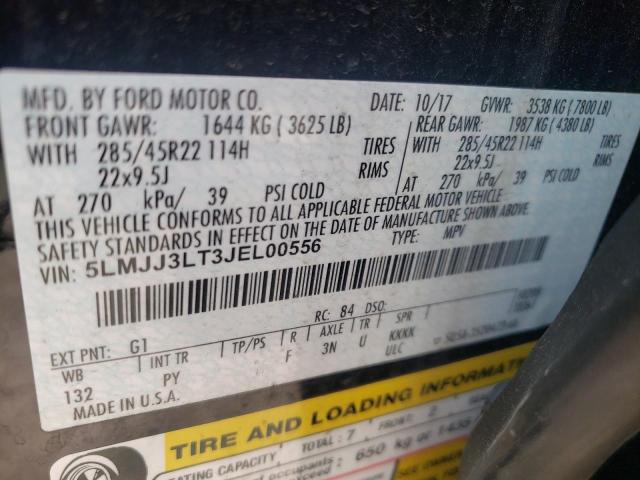 MFD. BY FORD MOTOR CO.
DATE: 10/17 GVWR: 3538 KG ( 7800 LB)
FRONT GAWR: 1644 KG ( 3625 LB)
REAR GAWR: 1987 KG ( 4380 LB)
WITH 285/45R22 114H TIRES
WITH 285/45R22 114H TIRES
22x9.5J RIMS
22x9.5J RIMS
AT 270 kPa/ 39 PSI COLD
AT 270 kPa/ 39 PSI COLD
THIS VEHICLE CONFORMS TO ALL APPLICABLE FEDERAL MOTOR VEHICLE
SAFETY STANDARDS IN EFFECT ON THE DATE OF MANUFACTURE SHOWN ABOVE.
VIN: 5LMJJ3LT3JEL00556
TYPE: MPV
EXT PNT: G1 RC: 84 DSO:
WB INT TR TP/PS R AXLE TR SPR
132 PY F 3N U KKKK
ULC
MADE IN U.S.A.
TIRE AND LOADING INFORMATION
SEATING CAPACITY TOTAL: 7 FRONT: 2
occupants 650 kg or 1433
SEE OWNER